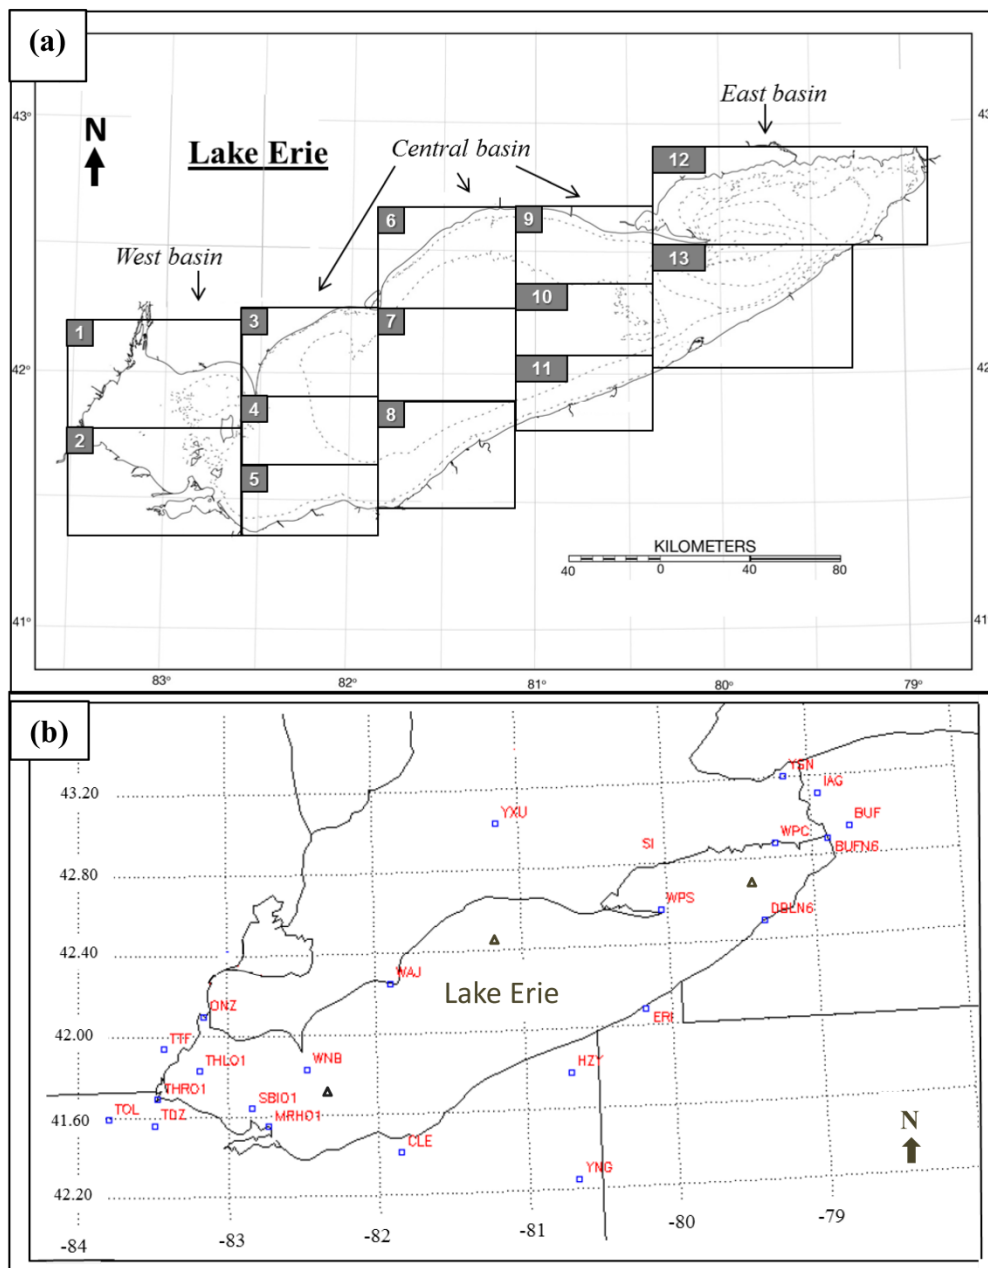 (a)
East basin
43°
43
N
Lake Erie
Central basin
12
6
9
West basin
13
10
1
3
7
42°
42
11
4
8
2
5
KILOMETERS
40
0
40
80
41°
41
83°
82°
81°
80°
79°
(b)
YSN
43.20
IAG
YXU
BUF
WPC
SI
BUFN6
42.80
WPS
DBLN6
42.40
WAJ
Lake Erie
ONZ
ERI
42.00
TTF
WNB
HZY
THLO1
THRO1
SBIO1
TOL
TDZ
MRHO1
41.60
N
CLE
YNG
42.20
-84
-83
-82
-81
-80
-79